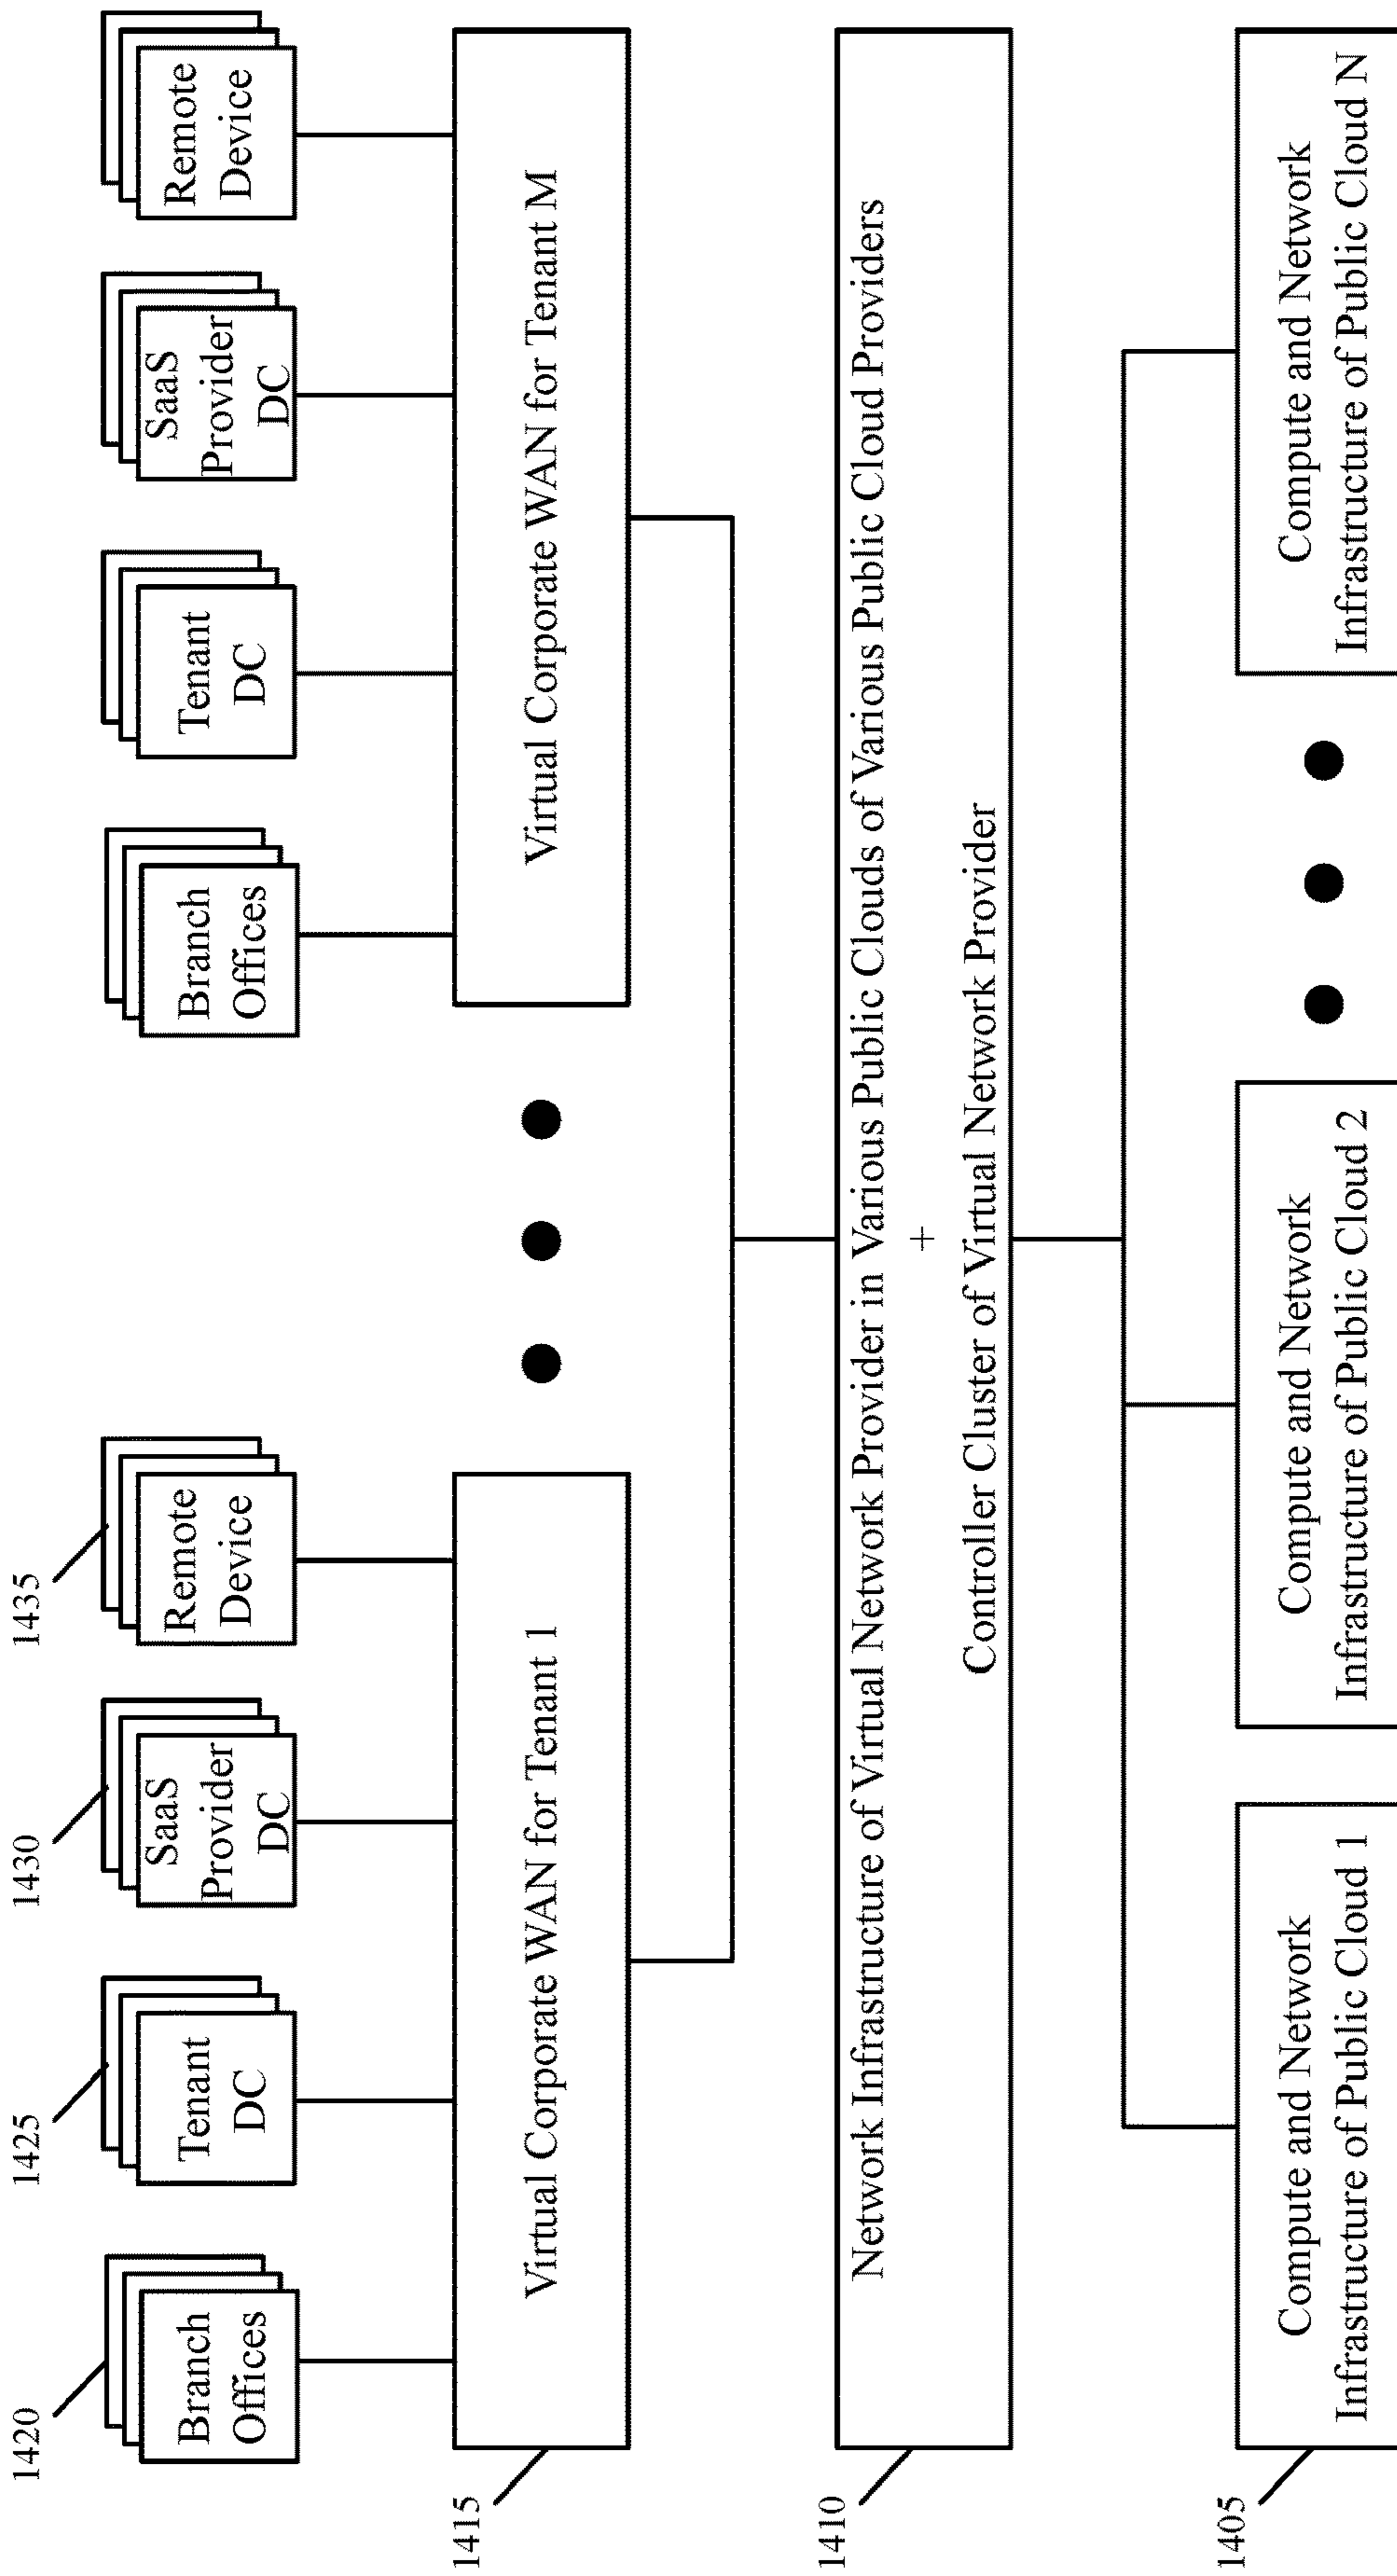 1420
1425
1430
1435
Branch
Offices
Tenant
DC
SaaS
Provider
DC
Remote
Device
Branch
Offices
Tenant
DC
SaaS
Provider
DC
Remote
Device
1415
Virtual Corporate WAN for Tenant 1
Virtual Corporate WAN for Tenant M
1410
Network Infrastructure of Virtual Network Provider in Various Public Clouds of Various Public Cloud Providers
+
Controller Cluster of Virtual Network Provider
1405
Compute and Network
Infrastructure of Public Cloud 1
Compute and Network
Infrastructure of Public Cloud 2
Compute and Network
Infrastructure of Public Cloud N